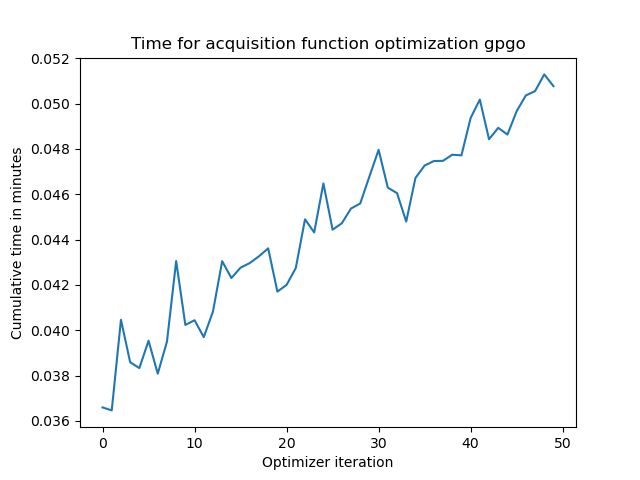 Time for acquisition function optimization gpgo
0.052
0.050
0.048
0.046
0.044
0.042
0.040
0.038
0.036
Cumulative time in minutes
0 10 20 30 40 50
Optimizer iteration